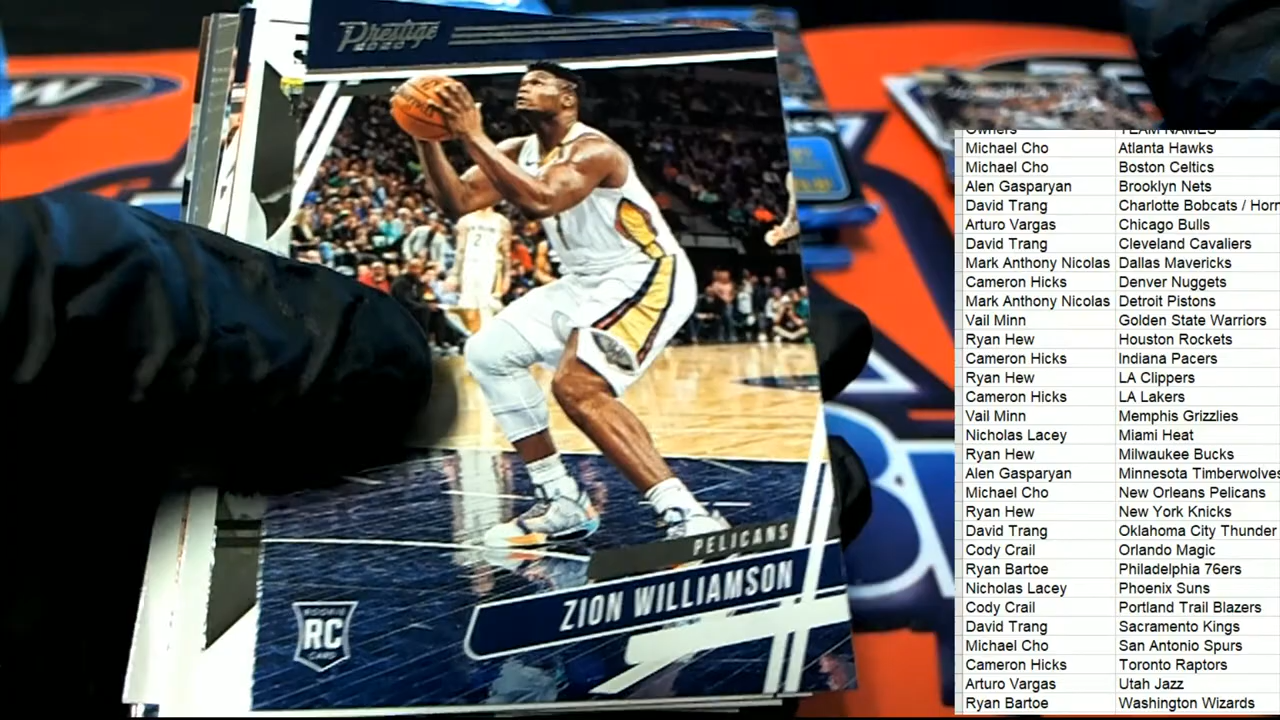 Prestige
2020
PELICANS
ZION WILLIAMSON
ROOKIE
RC
CARD
Owners TEAM NAMES
Michael Cho Atlanta Hawks
Michael Cho Boston Celtics
Alen Gasparyan Brooklyn Nets
David Trang Charlotte Bobcats / Horn
Arturo Vargas Chicago Bulls
David Trang Cleveland Cavaliers
Mark Anthony Nicolas Dallas Mavericks
Cameron Hicks Denver Nuggets
Mark Anthony Nicolas Detroit Pistons
Vail Minn Golden State Warriors
Ryan Hew Houston Rockets
Cameron Hicks Indiana Pacers
Ryan Hew LA Clippers
Cameron Hicks LA Lakers
Vail Minn Memphis Grizzlies
Nicholas Lacey Miami Heat
Ryan Hew Milwaukee Bucks
Alen Gasparyan Minnesota Timberwolves
Michael Cho New Orleans Pelicans
Ryan Hew New York Knicks
David Trang Oklahoma City Thunder
Cody Crail Orlando Magic
Ryan Bartoe Philadelphia 76ers
Nicholas Lacey Phoenix Suns
Cody Crail Portland Trail Blazers
David Trang Sacramento Kings
Michael Cho San Antonio Spurs
Cameron Hicks Toronto Raptors
Arturo Vargas Utah Jazz
Ryan Bartoe Washington Wizards